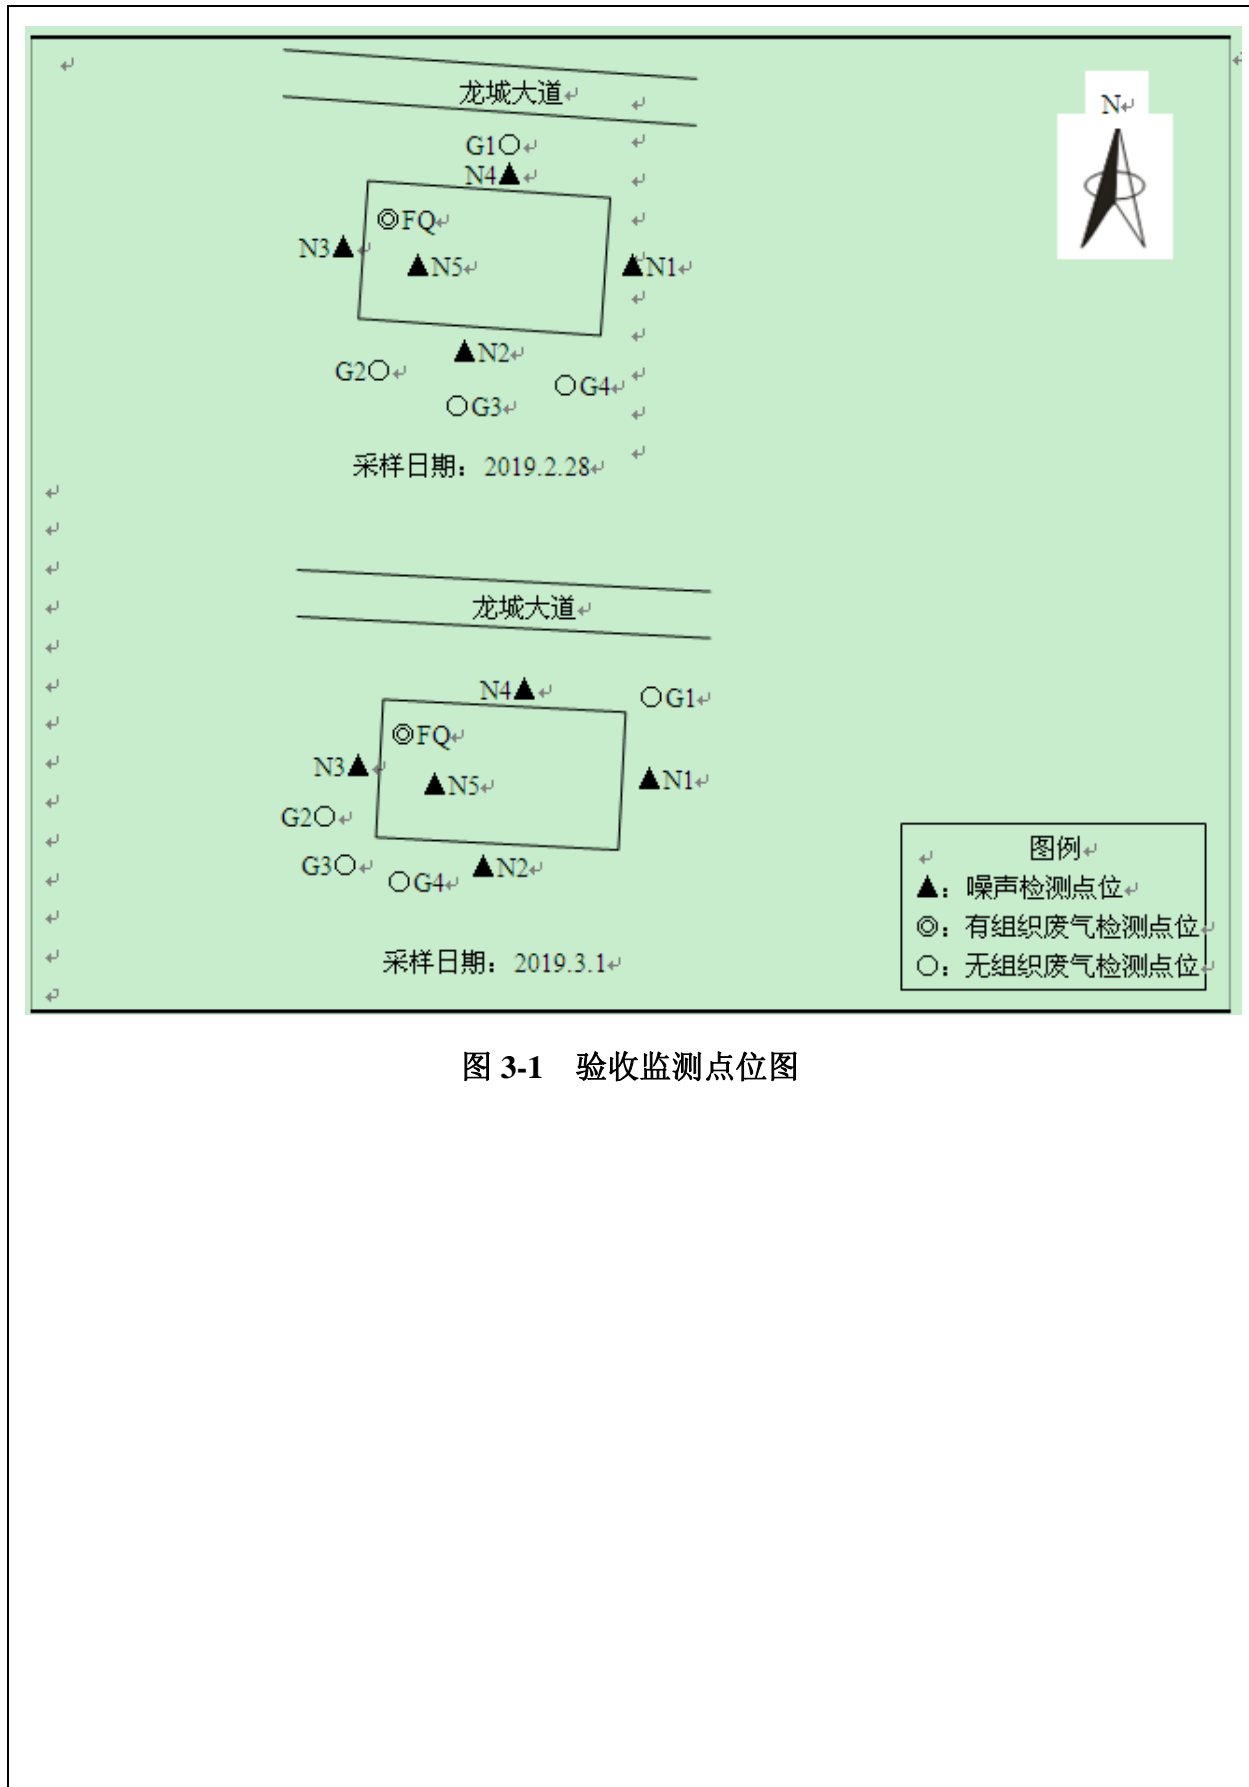 龙城大道
N
G1○
N4▲
◎FQ
N3▲
▲N5
▲N1
▲N2
G2○
○G4
○G3
采样日期：2019.2.28
龙城大道
N4▲
○G1
◎FQ
N3▲
▲N5
▲N1
G2○
G3○
○G4
▲N2
图例
▲：噪声检测点位
◎：有组织废气检测点位
○：无组织废气检测点位
采样日期：2019.3.1
图 3-1 验收监测点位图